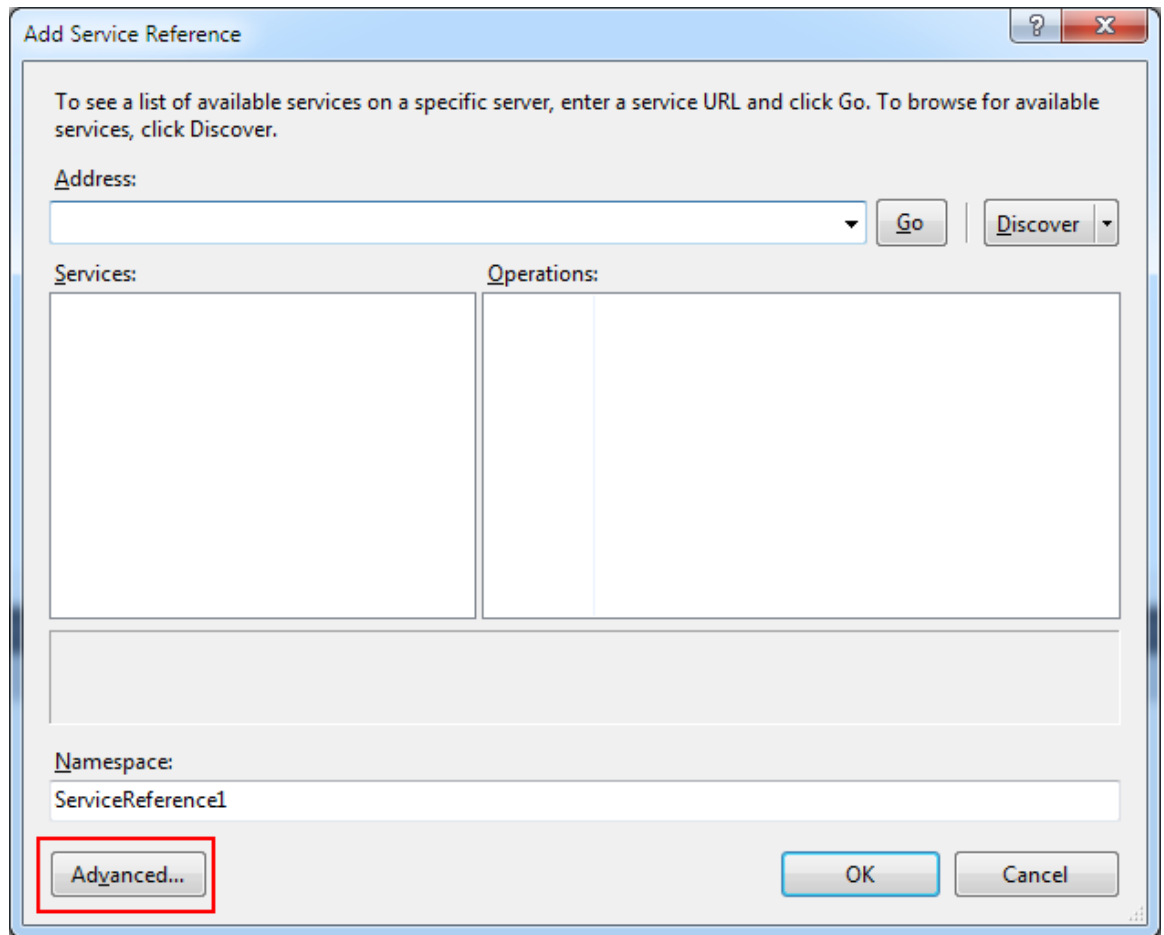 Add Service Reference
To see a list of available services on a specific server, enter a service URL and click Go. To browse for available
services, click Discover.
Address:
Go
Discover
Services:
Operations:
Namespace:
ServiceReference1
Advanced...
OK
Cancel